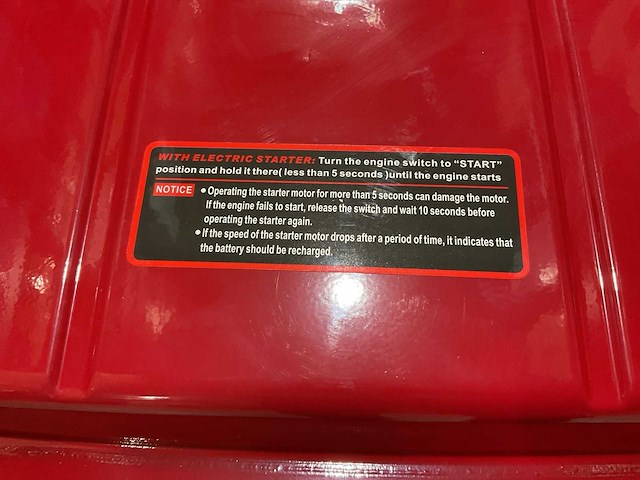 WITH ELECTRIC STARTER: Turn the engine switch to “START”
position and hold it there( less than 5 seconds )until the engine starts
NOTICE ● Operating the starter motor for more than 5 seconds can damage the motor.
If the engine fails to start, release the switch and wait 10 seconds before
operating the starter again.
● If the speed of the starter motor drops after a period of time, it indicates that
the battery should be recharged.